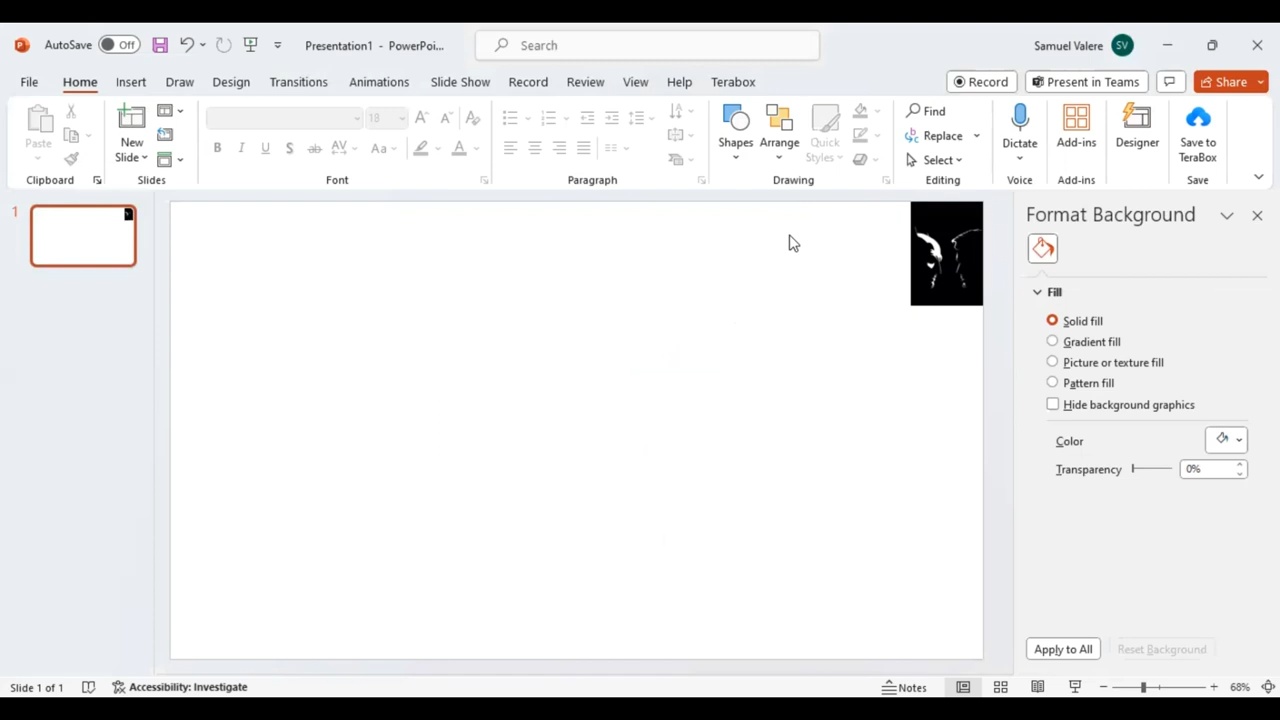 AutoSave Off Presentation1 - PowerPoi... Search Samuel Valere SV
File Home Insert Draw Design Transitions Animations Slide Show Record Review View Help Terabox Record Present in Teams Share
Paste
New
Slide
18
B I U S ab AV Aa A
Shapes Arrange Quick
Styles
Find
Replace
Select
Dictate Add-ins Designer Save to
TeraBox
Clipboard Slides Font Paragraph Drawing Editing Voice Add-ins Save
1
Format Background
Fill
Solid fill
Gradient fill
Picture or texture fill
Pattern fill
Hide background graphics
Color
Transparency 0%
Apply to All Reset Background
Slide 1 of 1 Accessibility: Investigate Notes 68%